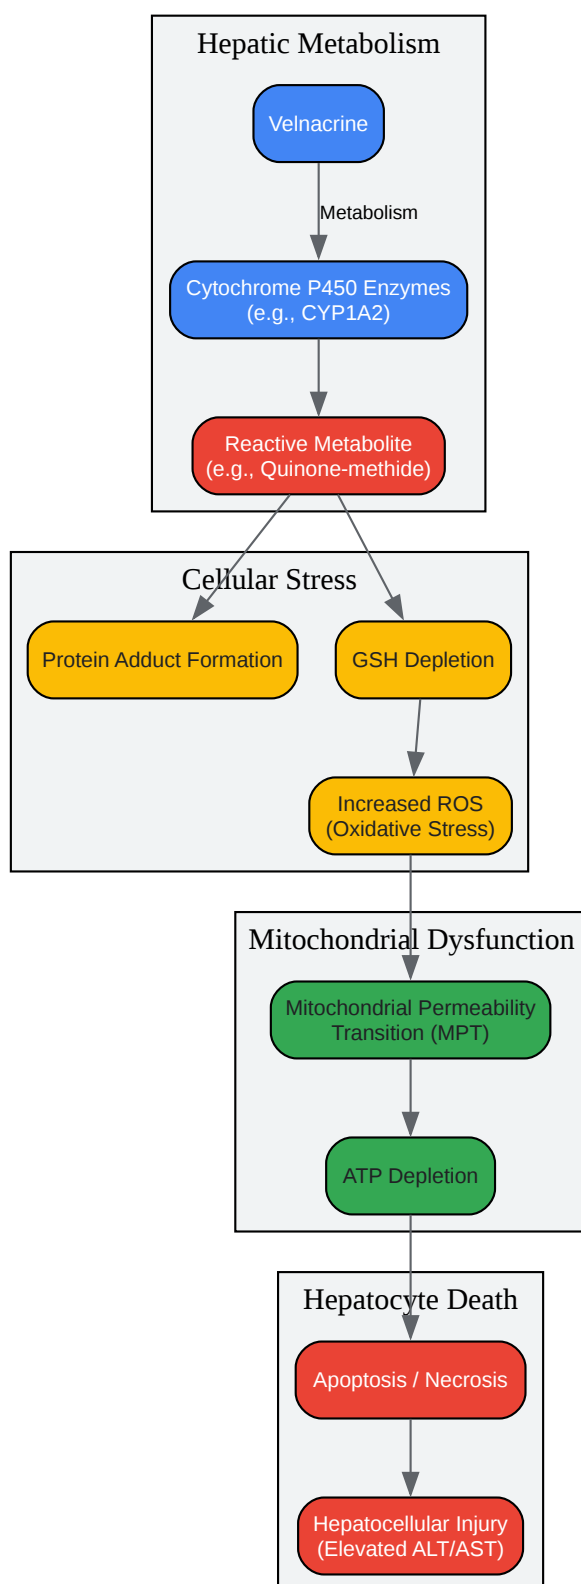 Hepatic Metabolism
Velnacrine
Metabolism
Cytochrome P450 Enzymes
(e.g., CYP1A2)
Reactive Metabolite
(e.g., Quinone-methide)
Cellular Stress
Protein Adduct Formation
GSH Depletion
Increased ROS
(Oxidative Stress)
Mitochondrial Dysfunction
Mitochondrial Permeability
Transition (MPT)
ATP Depletion
Hepatocyte Death
Apoptosis / Necrosis
Hepatocellular Injury
(Elevated ALT/AST)